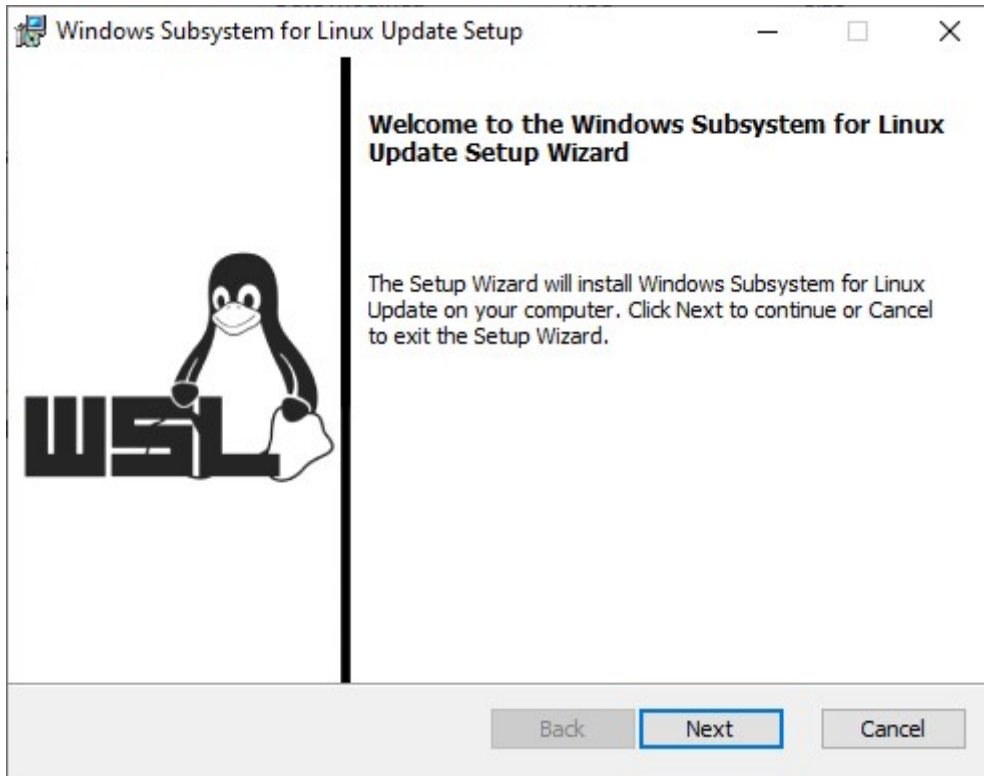 Windows Subsystem for Linux Update Setup
Welcome to the Windows Subsystem for Linux
Update Setup Wizard
The Setup Wizard will install Windows Subsystem for Linux
Update on your computer. Click Next to continue or Cancel
to exit the Setup Wizard.
WSL
Back Next Cancel